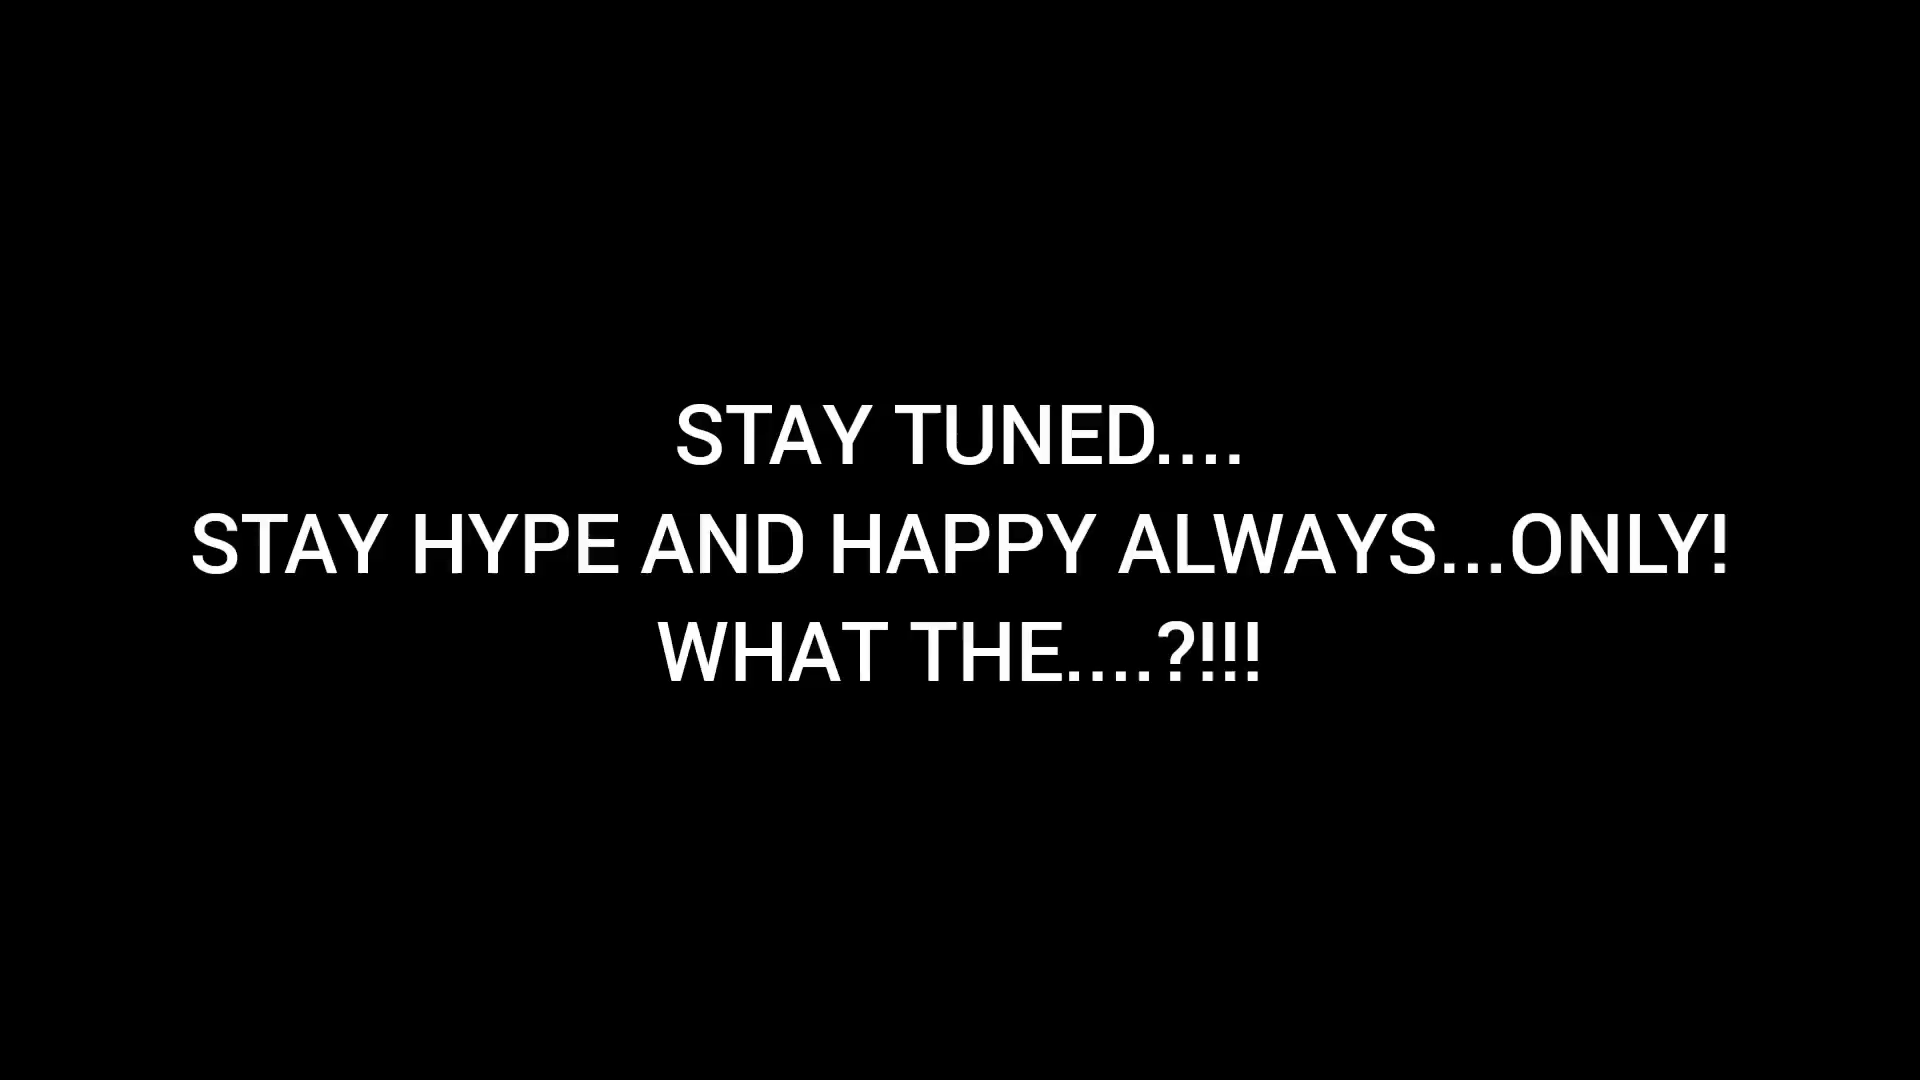 STAY TUNED....
STAY HYPE AND HAPPY ALWAYS...ONLY!
WHAT THE....?!!!